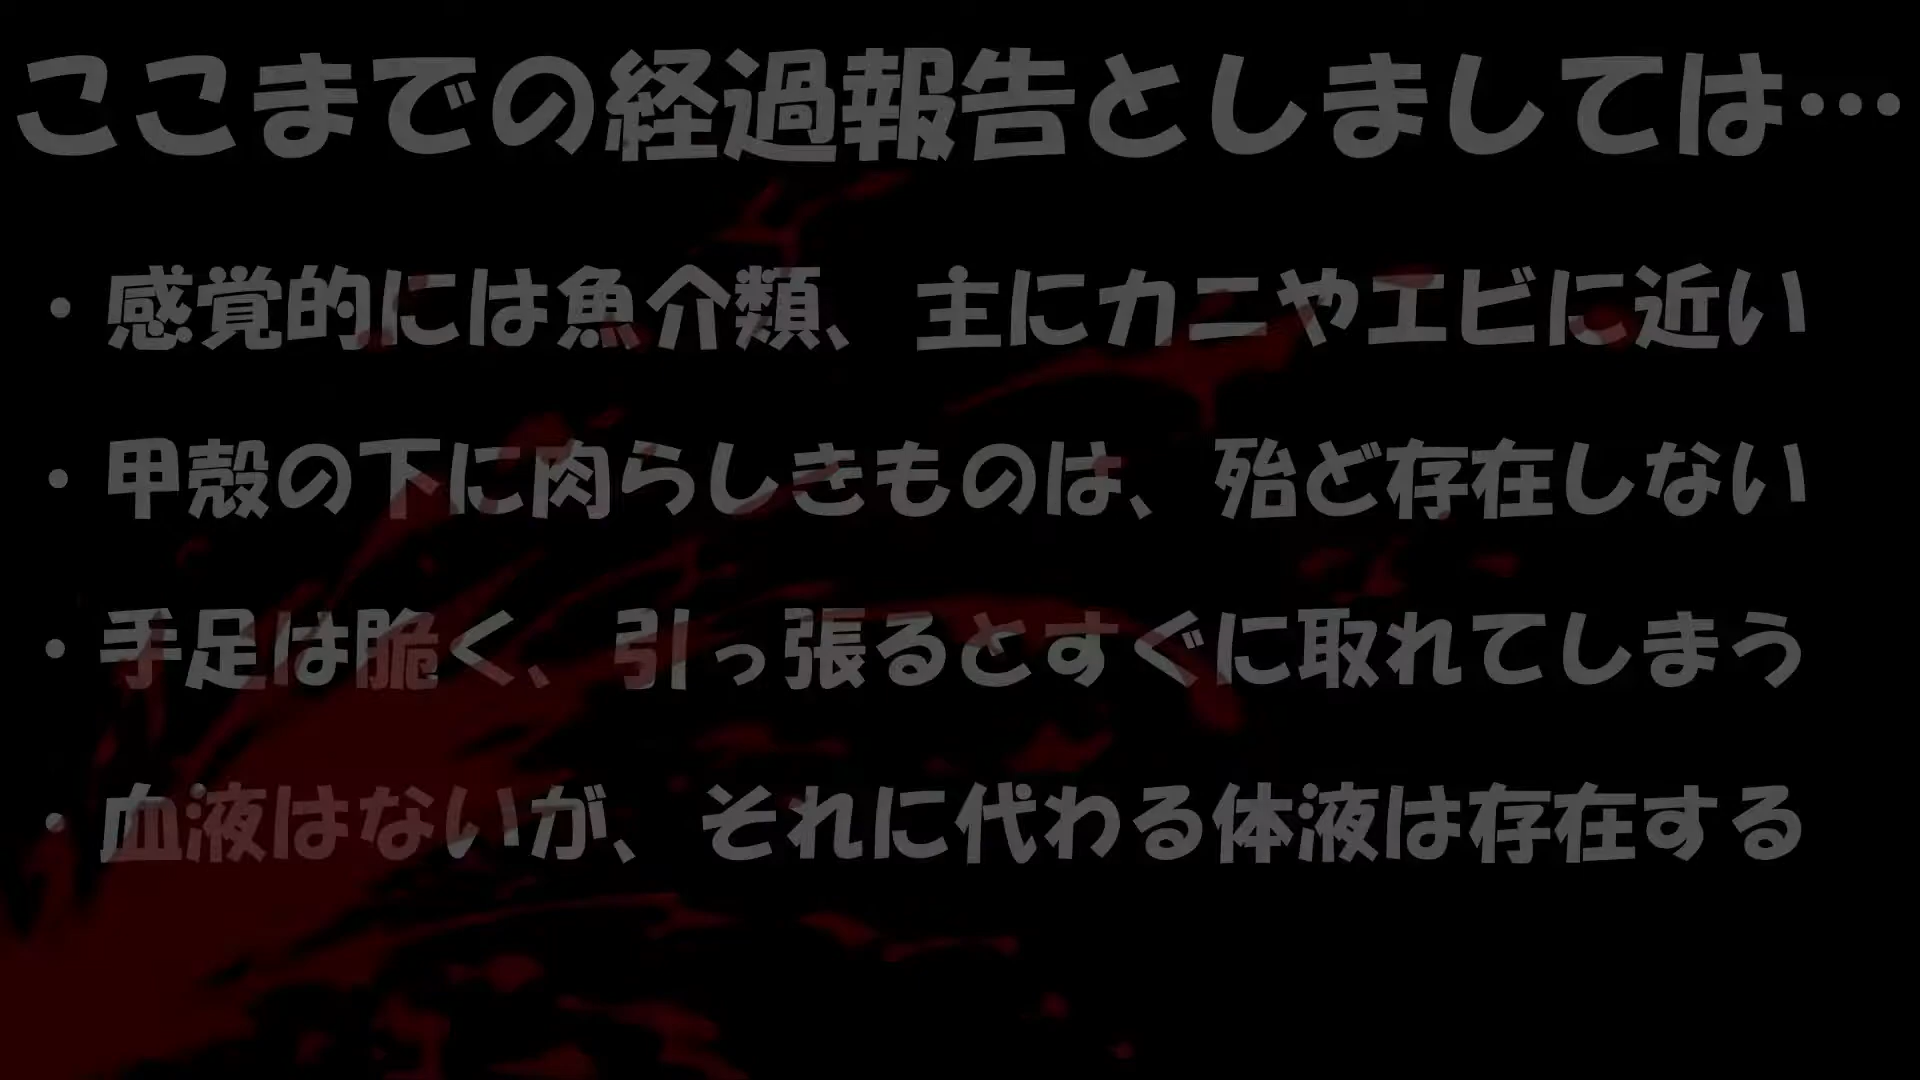 ここまでの経過報告としましては…
・感覚的には魚介類、主にカニやエビに近い
・甲殻の下に肉らしきものは、殆ど存在しない
・手足は脆く、引っ張るとすぐに取れてしまう
・血液はないが、それに代わる体液は存在する